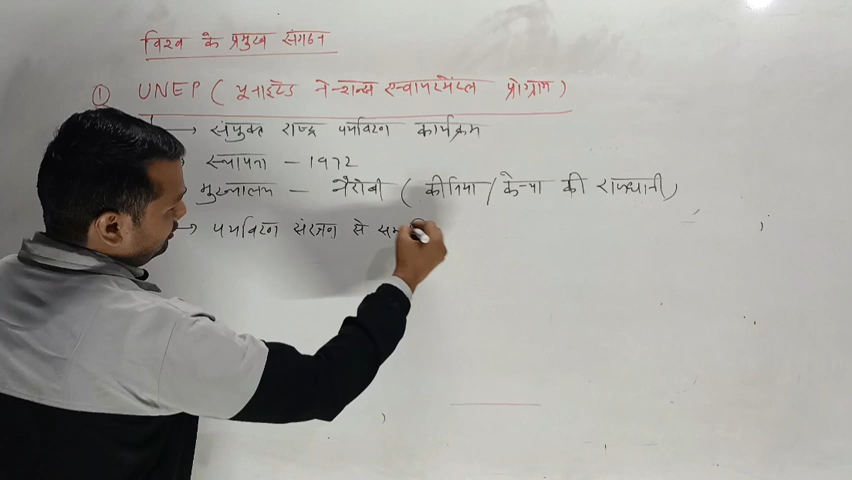 विश्व के प्रमुख संगठन
① UNEP ( यूनाइटेड नेशन्स एन्वायरमेंटल प्रोग्राम )
→ संयुक्त राष्ट्र पर्यावरण कार्यक्रम
स्थापना – 1972
मुख्यालय – नैरोबी ( कीनिया / केन्या की राजधानी )
→ पर्यावरण संरक्षण से